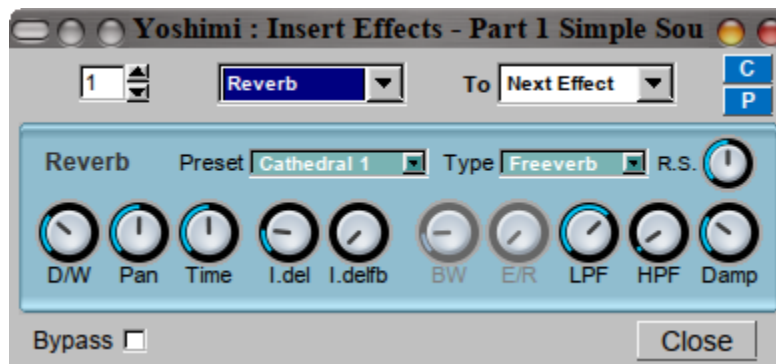 Yoshimi : Insert Effects - Part 1 Simple Sou
1 Reverb To Next Effect C
P
Reverb Preset Cathedral 1 Type Freeverb R.S.
D/W Pan Time I.del I.delfb BW E/R LPF HPF Damp
Bypass Close